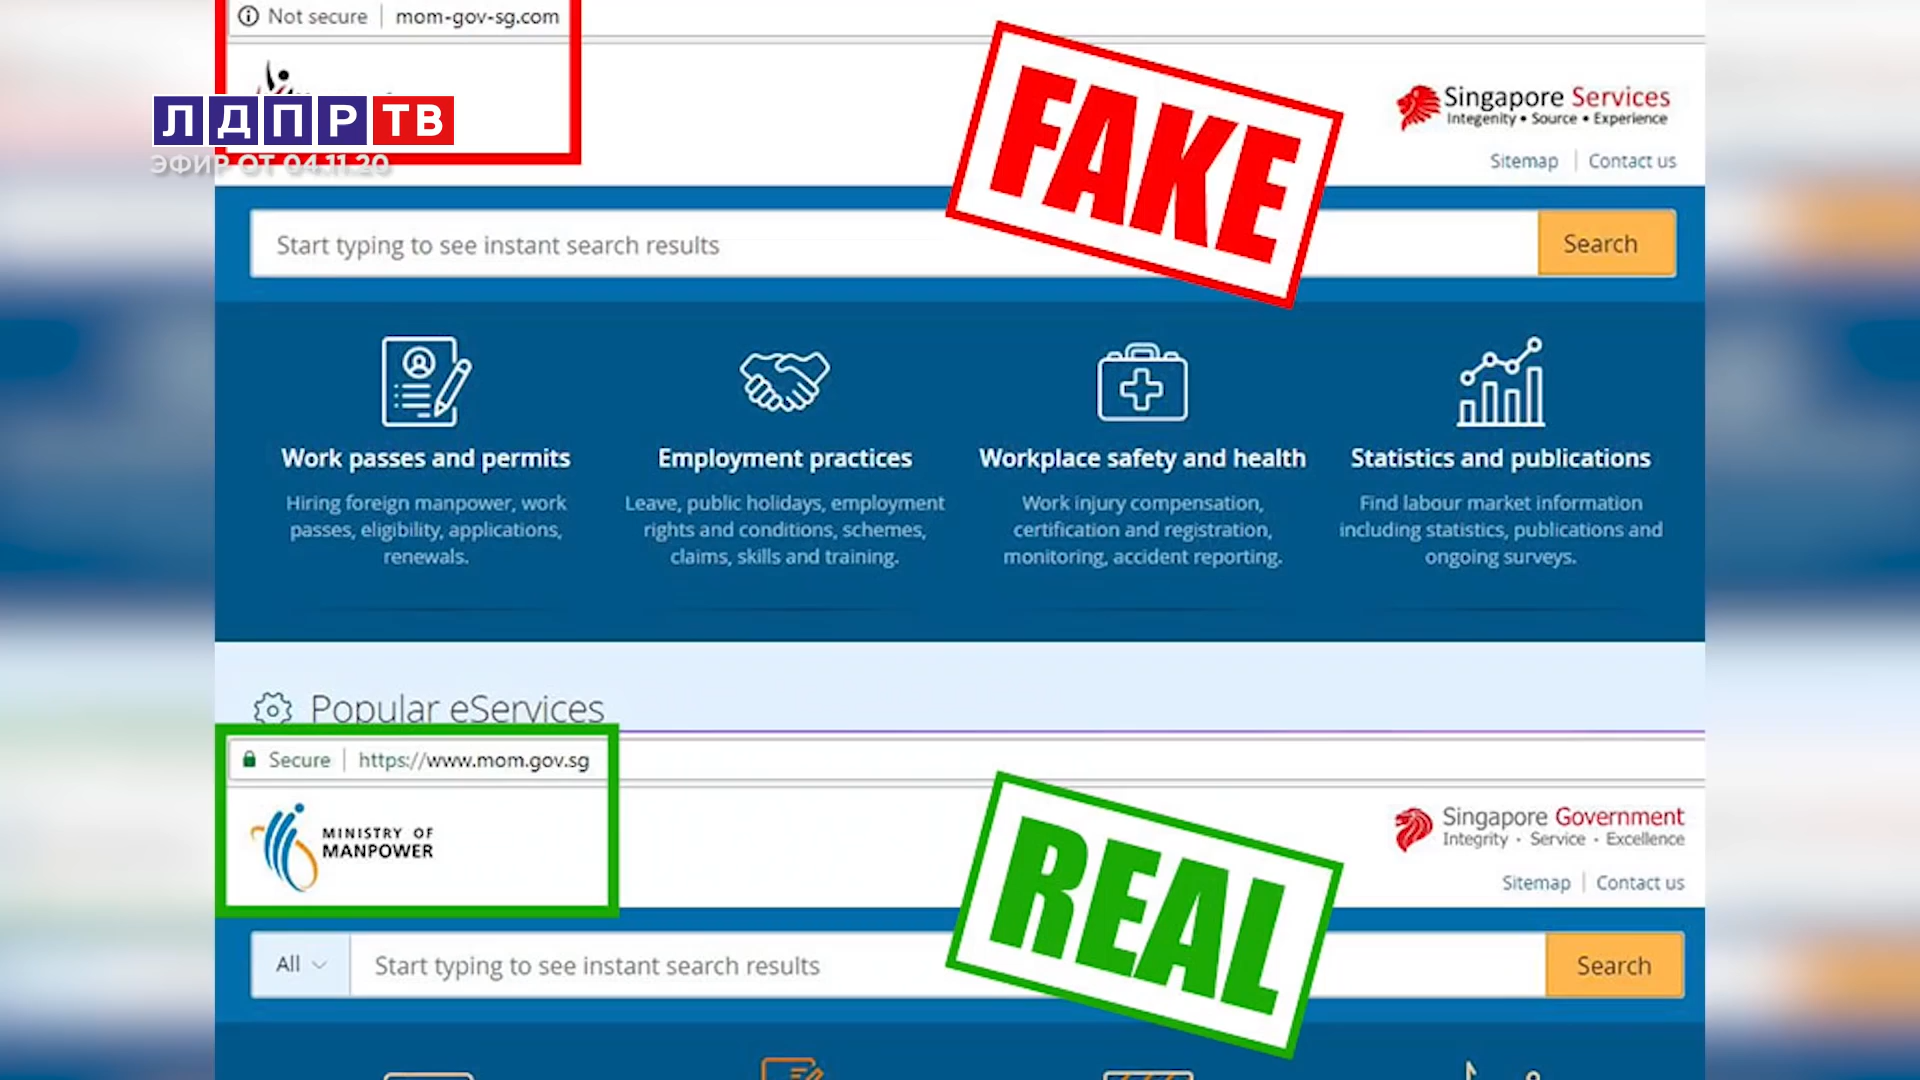 Not secure | mom-gov-sg.com
ЛДПР ТВ
ЭФИР ОТ 04.11.20
FAKE
Singapore Services
Integenity • Source • Experience
Sitemap | Contact us
Start typing to see instant search results
Search
Work passes and permits
Hiring foreign manpower, work
passes, eligibility, applications,
renewals.
Employment practices
Leave, public holidays, employment
rights and conditions, schemes,
claims, skills and training.
Workplace safety and health
Work injury compensation,
certification and registration,
monitoring, accident reporting.
Statistics and publications
Find labour market information
including statistics, publications and
ongoing surveys.
Popular eServices
Secure | https://www.mom.gov.sg
MINISTRY OF
MANPOWER
REAL
Singapore Government
Integrity · Service · Excellence
Sitemap | Contact us
All
Start typing to see instant search results
Search